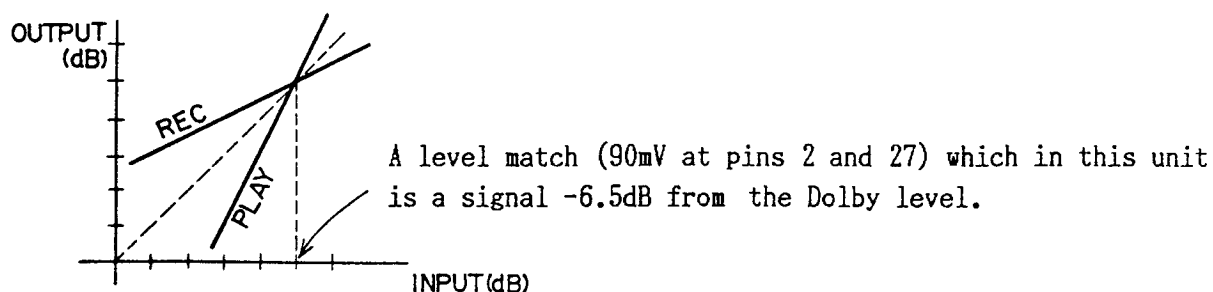 OUTPUT
(dB)
REC
PLAY
A level match (90mV at pins 2 and 27) which in this unit
is a signal -6.5dB from the Dolby level.
INPUT(dB)